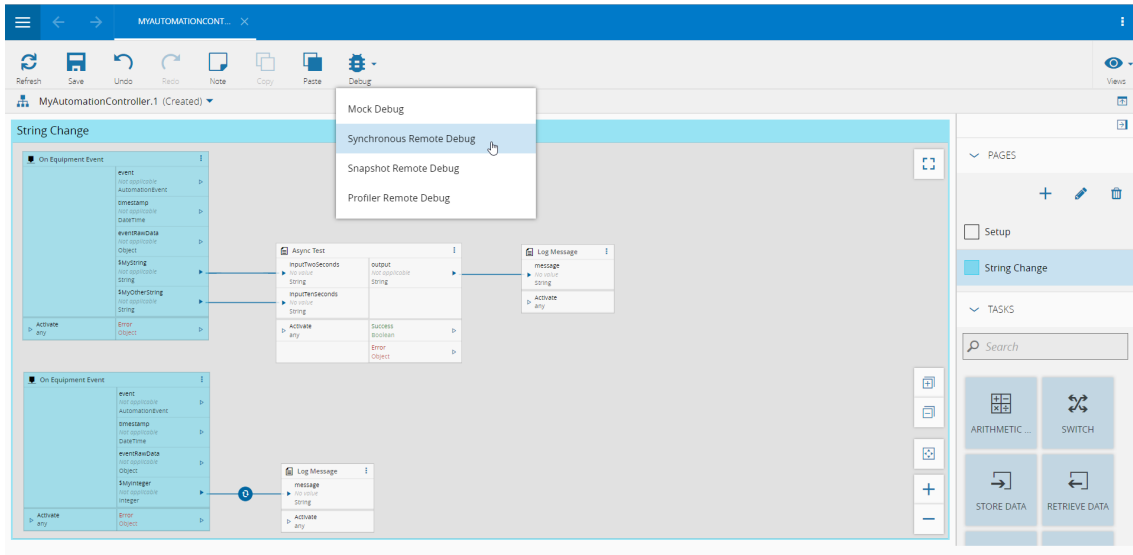 MYAUTOMATIONCONT...
Refresh
Save
Undo
Redo
Note
Copy
Paste
Debug
Views
MyAutomationController.1 (Created)
Mock Debug
Synchronous Remote Debug
Snapshot Remote Debug
Profiler Remote Debug
String Change
On Equipment Event
event
Not applicable
AutomationEvent
timestamp
Not applicable
DateTime
eventRawData
Not applicable
Object
$MyString
Not applicable
String
$MyOtherString
Not applicable
String
Activate
any
Error
Object
Async Test
inputTwoSeconds
No value
String
output
Not applicable
String
inputTenSeconds
No value
String
Activate
any
Success
Boolean
Error
Object
Log Message
message
No value
String
Activate
any
On Equipment Event
event
Not applicable
AutomationEvent
timestamp
Not applicable
DateTime
eventRawData
Not applicable
Object
$MyInteger
Not applicable
Integer
Activate
any
Error
Object
Log Message
message
No value
String
Activate
any
PAGES
Setup
String Change
TASKS
Search
ARITHMETIC ...
SWITCH
STORE DATA
RETRIEVE DATA